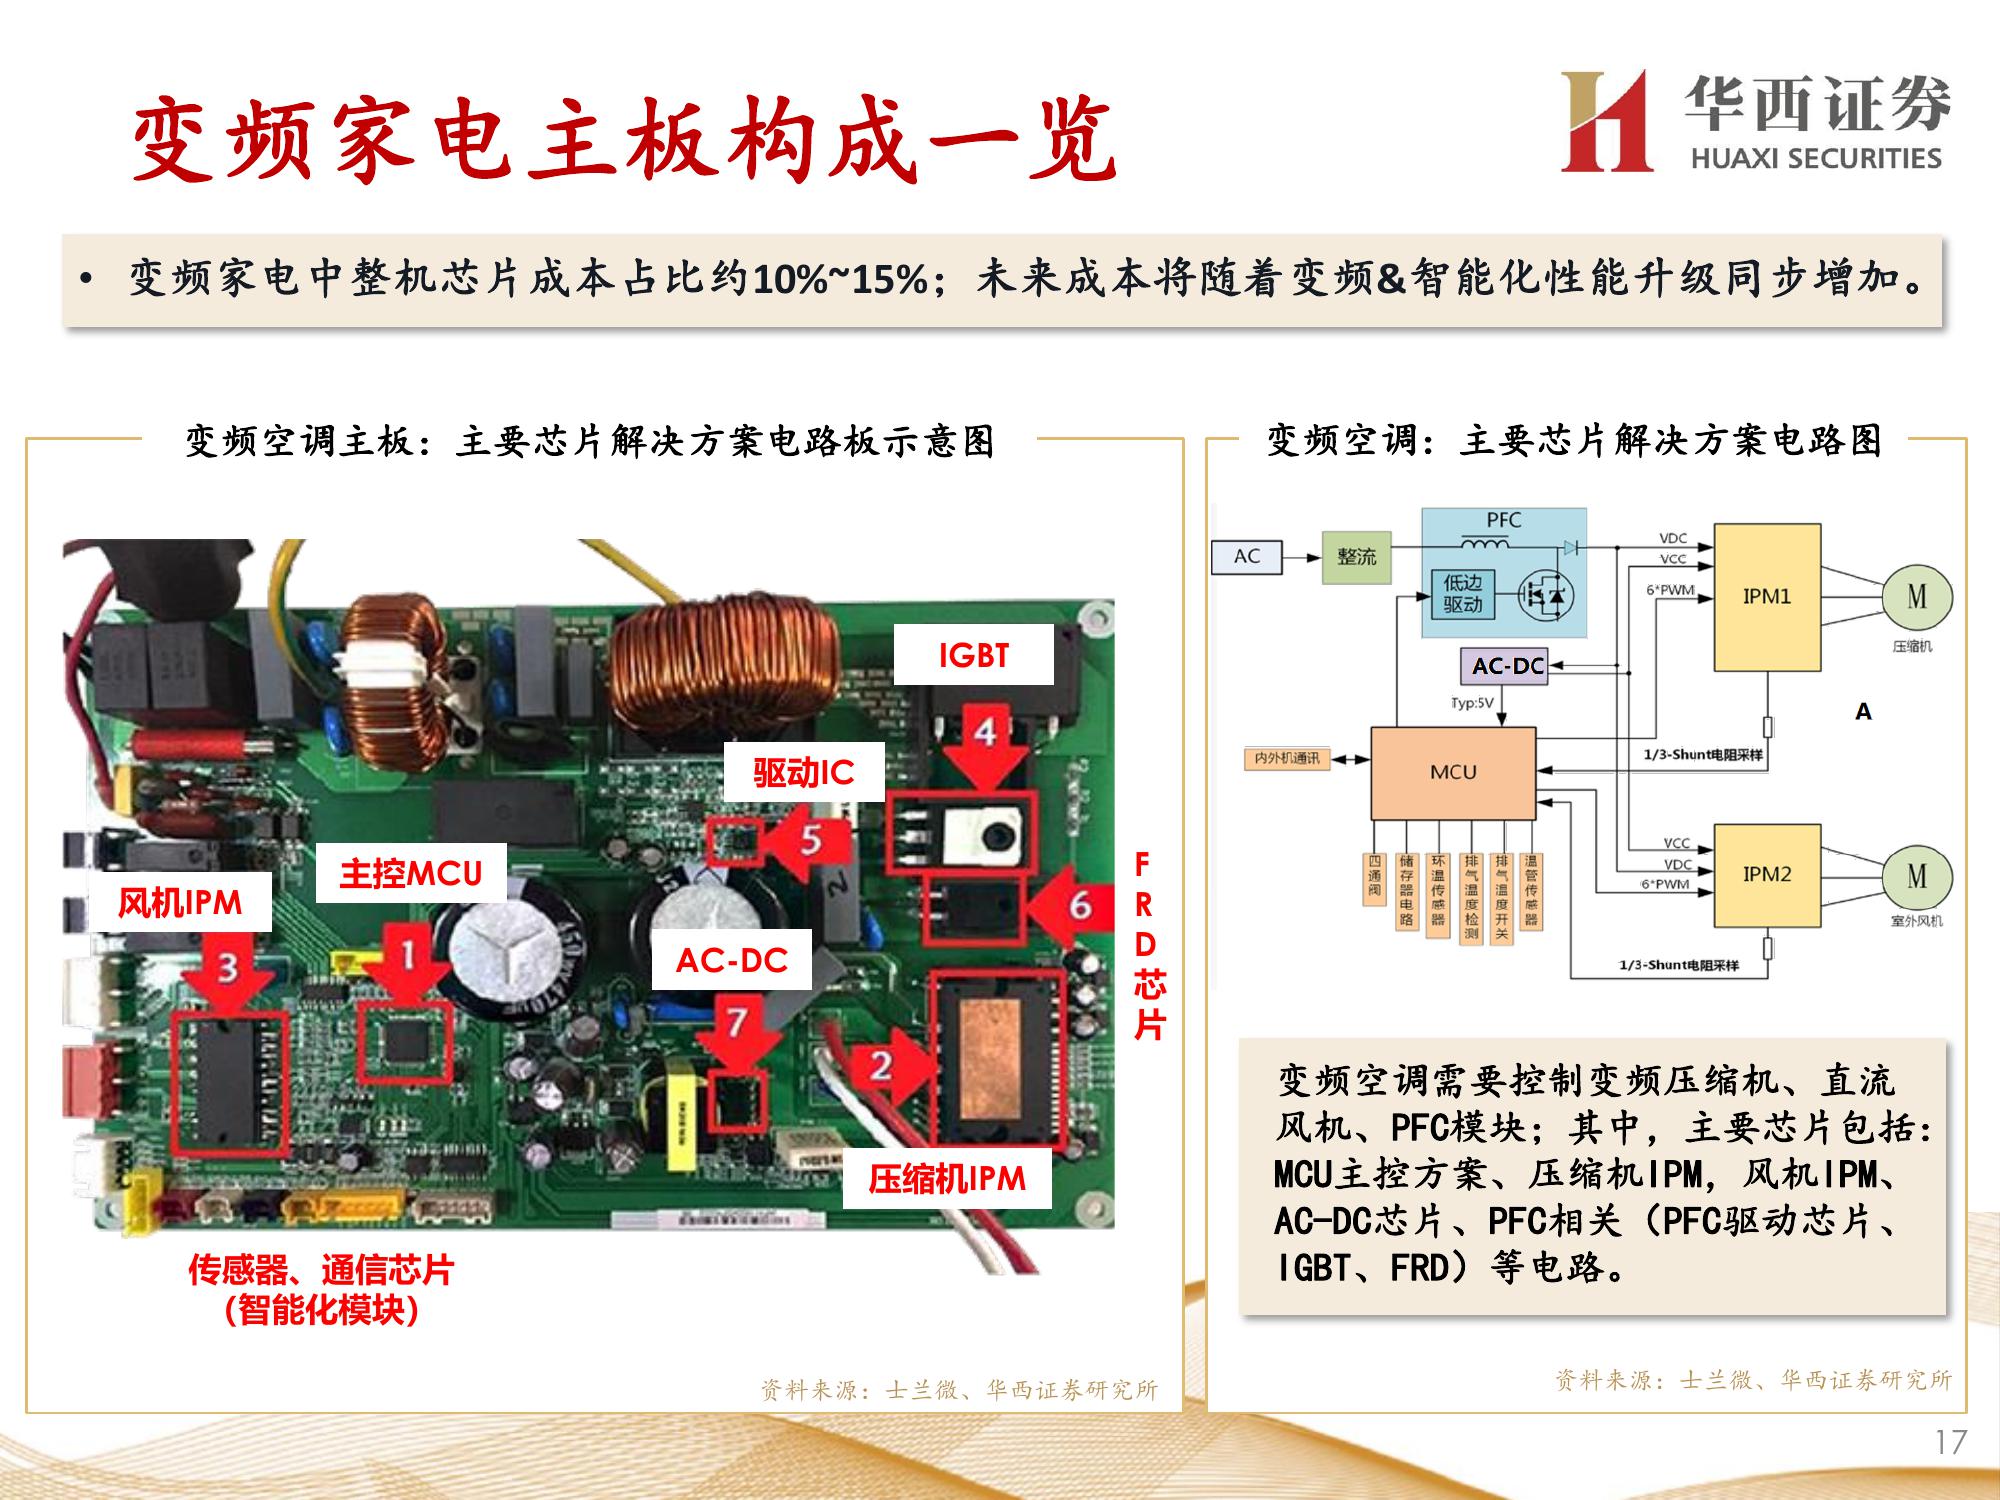 变频家电主板构成一览
华西证券
HUAXI SECURITIES
• 变频家电中整机芯片成本占比约10%~15%；未来成本将随着变频&智能化性能升级同步增加。
变频空调主板：主要芯片解决方案电路板示意图
IGBT
4
驱动IC
5
主控MCU
风机IPM
6
FRD芯片
AC-DC
3
1
7
2
压缩机IPM
传感器、通信芯片
（智能化模块）
资料来源：士兰微、华西证券研究所
变频空调：主要芯片解决方案电路图
PFC
AC
整流
低边
驱动
VDC
VCC
6*PWM
IPM1
M
压缩机
AC-DC
Typ:5V
A
内外机通讯
MCU
1/3-Shunt电阻采样
四通阀
储存器电路
环温传感器
排气温度检测
排气温度开关
温管传感器
VCC
VDC
6*PWM
IPM2
M
室外风机
1/3-Shunt电阻采样
变频空调需要控制变频压缩机、直流
风机、PFC模块；其中，主要芯片包括：
MCU主控方案、压缩机IPM，风机IPM、
AC-DC芯片、PFC相关（PFC驱动芯片、
IGBT、FRD）等电路。
资料来源：士兰微、华西证券研究所
17